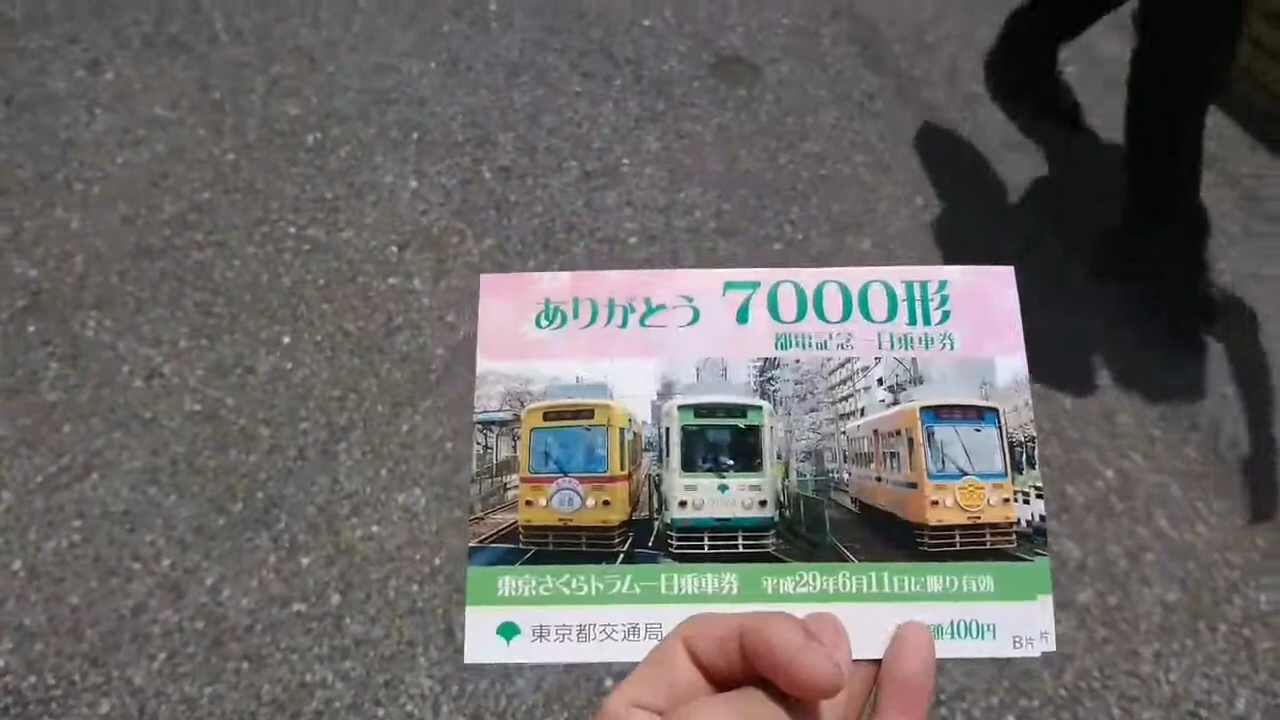 ありがとう 7000形
都電記念 一日乗車券
東京さくらトラム一日乗車券 平成29年6月11日に限り有効
東京都交通局 額400円
B片 片